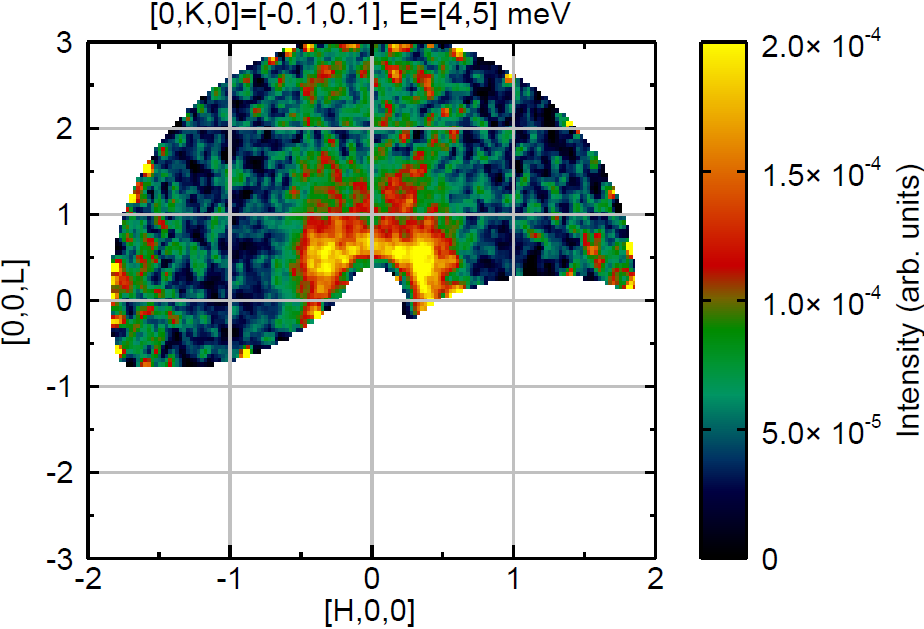 [0,K,0]=[-0.1,0.1], E=[4,5] meV
3
2
1
0
-1
-2
-3
[0,0,L]
-2 -1 0 1 2
[H,0,0]
2.0× 10⁻⁴
1.5× 10⁻⁴
1.0× 10⁻⁴
5.0× 10⁻⁵
0
Intensity (arb. units)